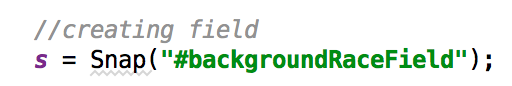 //creating field
s = Snap("#backgroundRaceField");